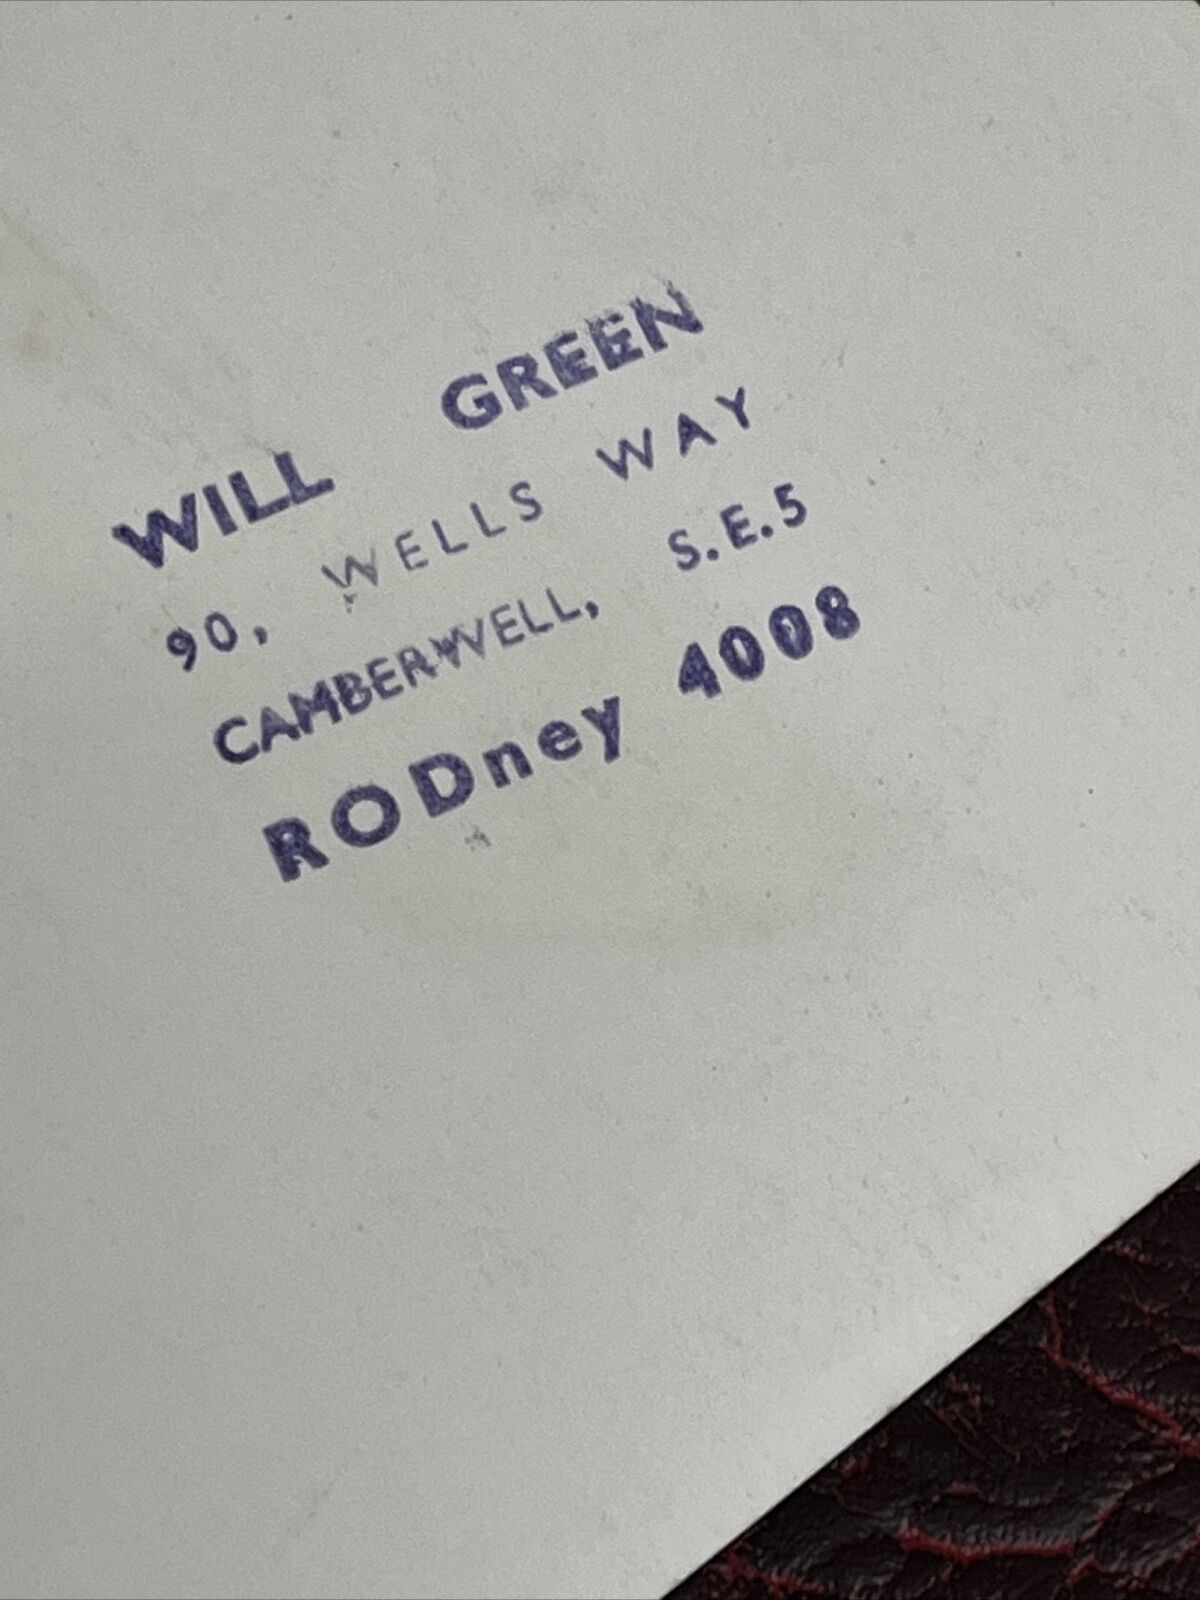 WILL GREEN
90, WELLS WAY
CAMBERWELL, S.E.5
RODney 4008